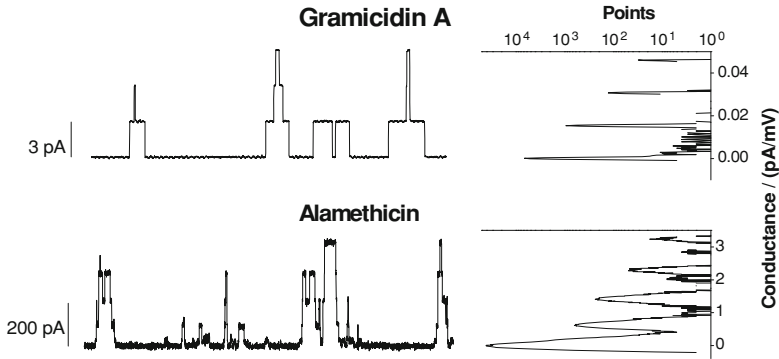 Gramicidin A
Points
10⁴ 10³ 10² 10¹ 10⁰
0.04
0.02
0.00
3 pA
Alamethicin
3
2
1
0
200 pA
Conductance / (pA/mV)